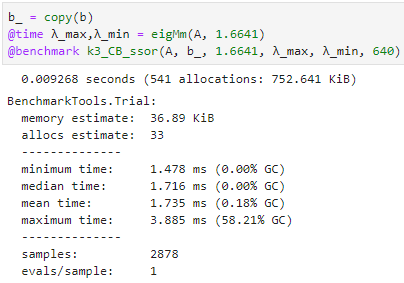 b_ = copy(b)
@time λ_max,λ_min = eigMm(A, 1.6641)
@benchmark k3_CB_ssor(A, b_, 1.6641, λ_max, λ_min, 640)
0.009268 seconds (541 allocations: 752.641 KiB)
BenchmarkTools.Trial:
memory estimate: 36.89 KiB
allocs estimate: 33
--------------
minimum time: 1.478 ms (0.00% GC)
median time: 1.716 ms (0.00% GC)
mean time: 1.735 ms (0.18% GC)
maximum time: 3.885 ms (58.21% GC)
--------------
samples: 2878
evals/sample: 1